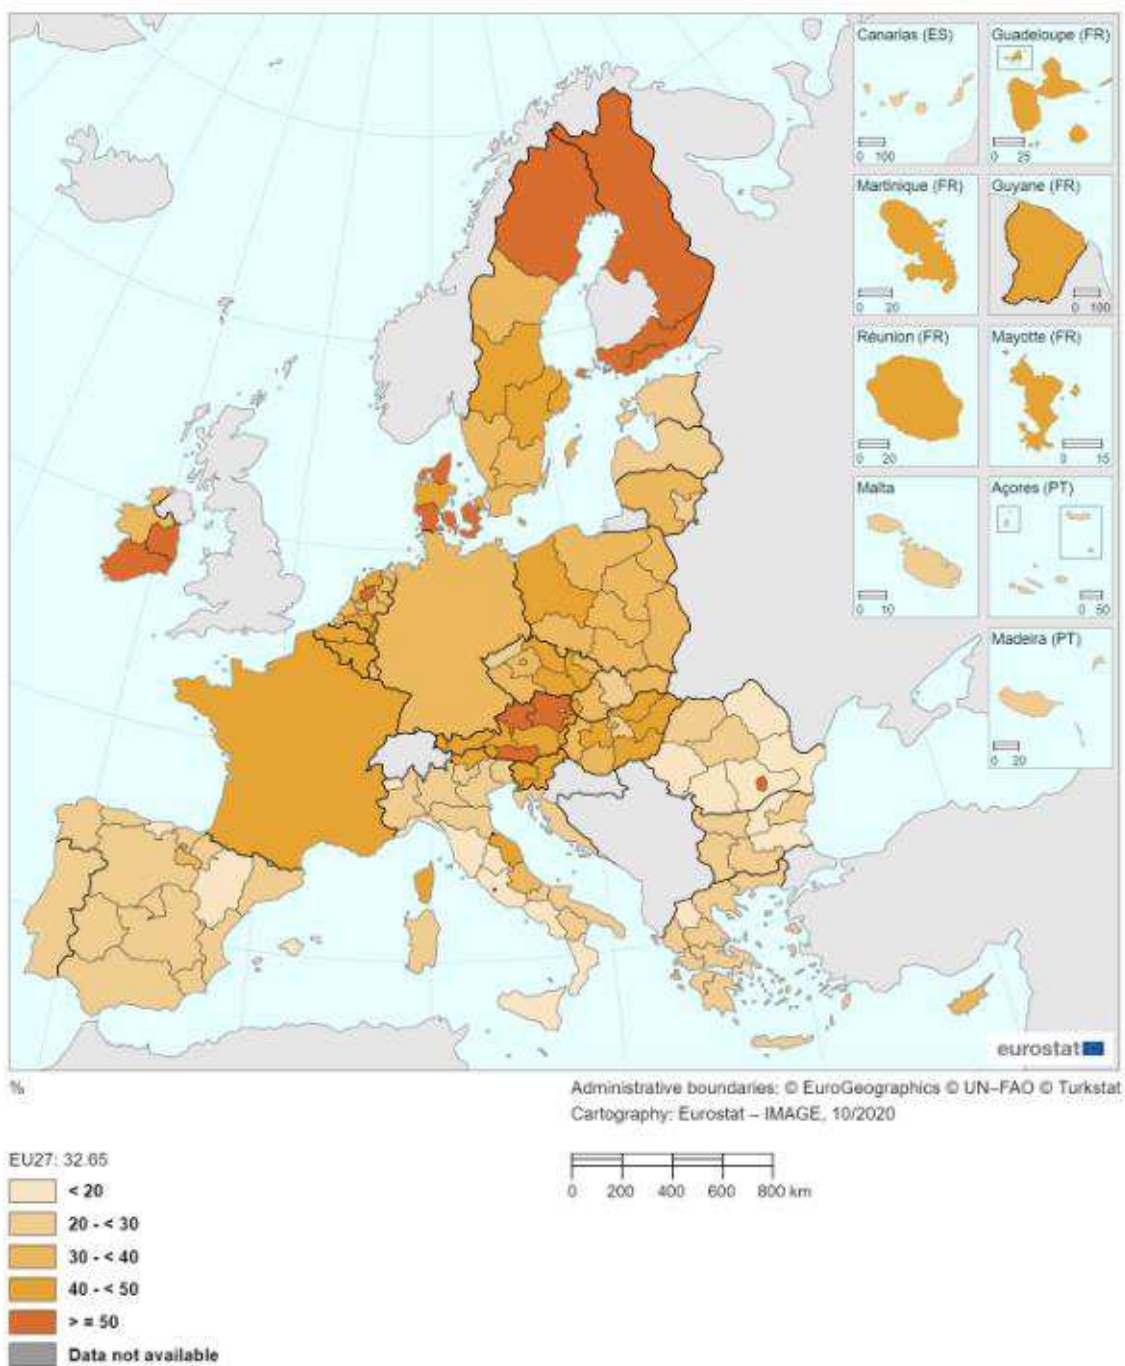 Canarias (ES)
0 100
Guadeloupe (FR)
0 25
Martinique (FR)
0 20
Guyane (FR)
0 100
Réunion (FR)
0 20
Mayotte (FR)
0 15
Malta
0 10
Açores (PT)
0 50
Madeira (PT)
0 20
eurostat
%
Administrative boundaries: © EuroGeographics © UN–FAO © Turkstat
Cartography: Eurostat – IMAGE, 10/2020
EU27: 32.65
< 20
20 - < 30
30 - < 40
40 - < 50
> = 50
Data not available
0 200 400 600 800 km